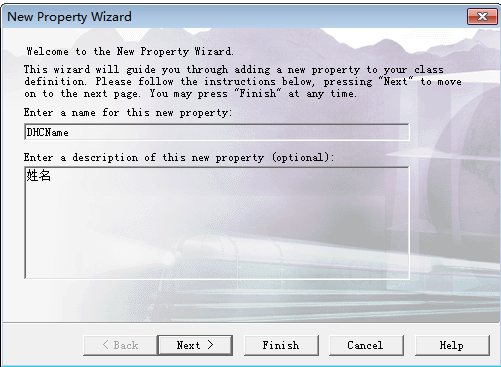 New Property Wizard
Welcome to the New Property Wizard.
This wizard will guide you through adding a new property to your class
definition. Please follow the instructions below, pressing "Next" to move
on to the next page. You may press "Finish" at any time.
Enter a name for this new property:
DHCName
Enter a description of this new property (optional):
姓名
< Back
Next >
Finish
Cancel
Help